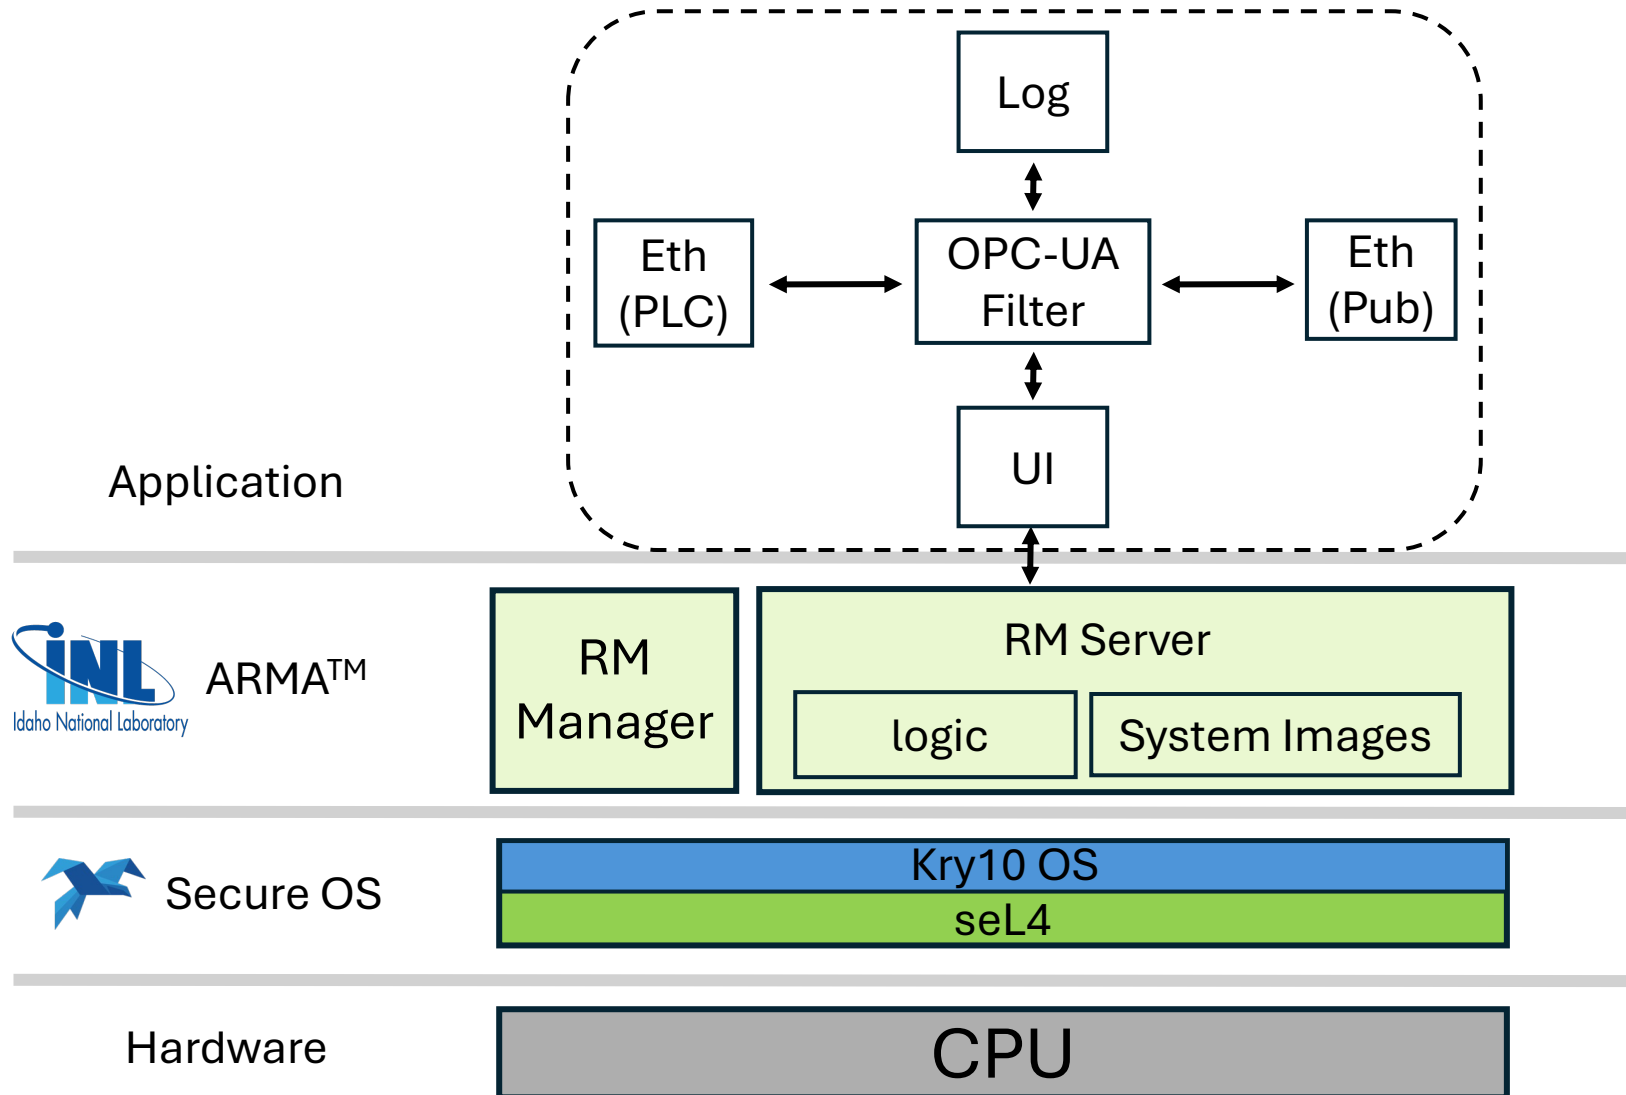 Log
Eth
(PLC)
OPC-UA
Filter
Eth
(Pub)
UI
Application
INL
Idaho National Laboratory
ARMA™
RM
Manager
RM Server
logic
System Images
Secure OS
Kry10 OS
seL4
Hardware
CPU